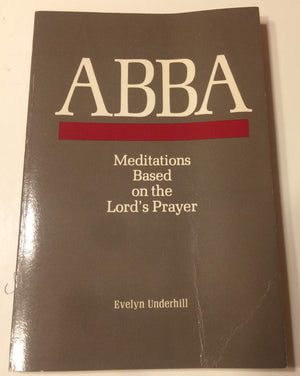 ABBA
Meditations
Based
on the
Lord's Prayer
Evelyn Underhill